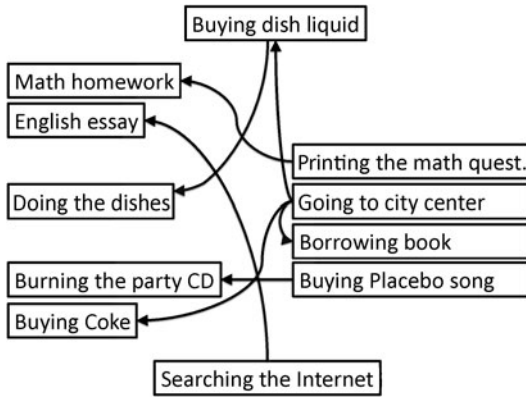 Buying dish liquid
Math homework
English essay
Printing the math quest.
Doing the dishes
Going to city center
Borrowing book
Burning the party CD
Buying Placebo song
Buying Coke
Searching the Internet